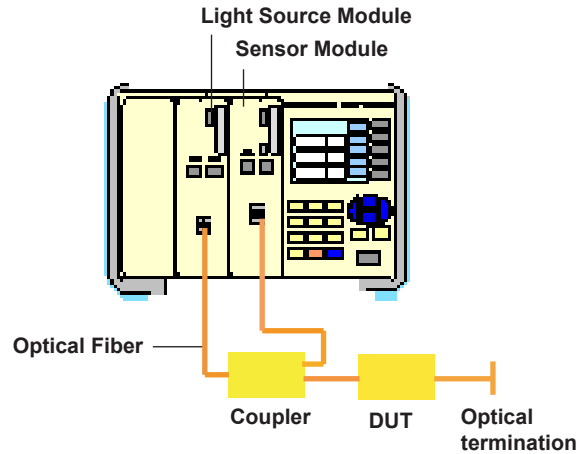 Light Source Module
Sensor Module
Optical Fiber
Coupler
DUT
Optical
termination